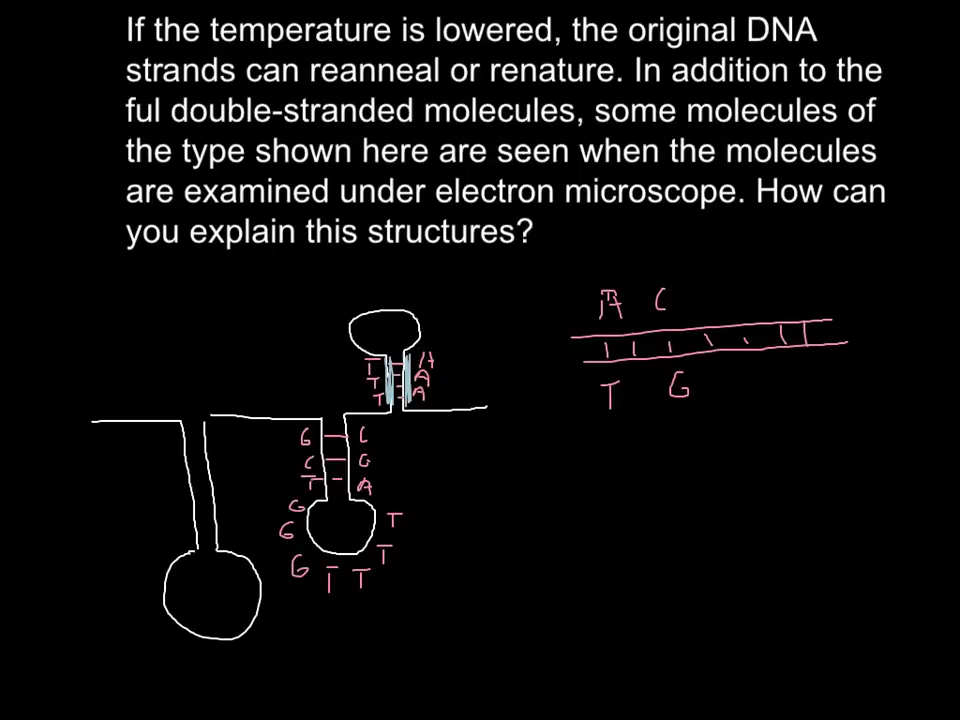 If the temperature is lowered, the original DNA
strands can reanneal or renature. In addition to the
ful double-stranded molecules, some molecules of
the type shown here are seen when the molecules
are examined under electron microscope. How can
you explain this structures?
A C
T G
T A
T A
T A
G C
C G
T A
G T
G T
G T T